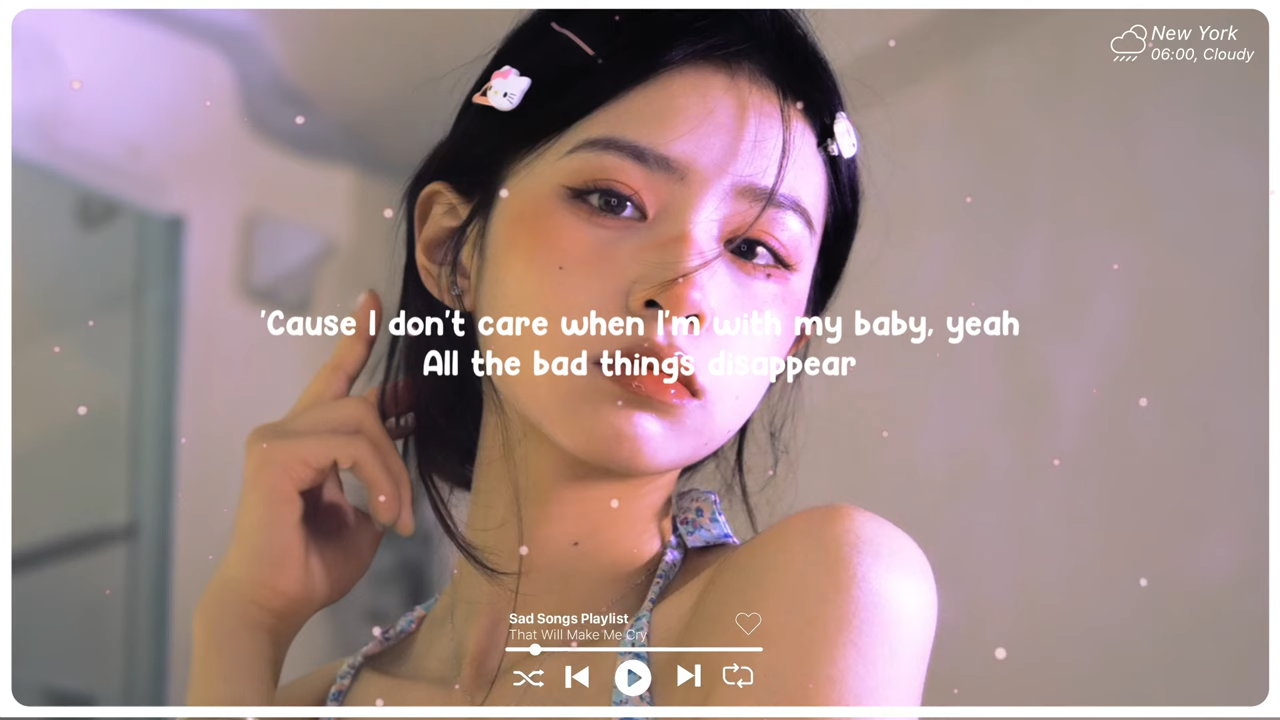 New York
06:00, Cloudy
'Cause I don't care when I'm with my baby, yeah
All the bad things disappear
Sad Songs Playlist
That Will Make Me Cry